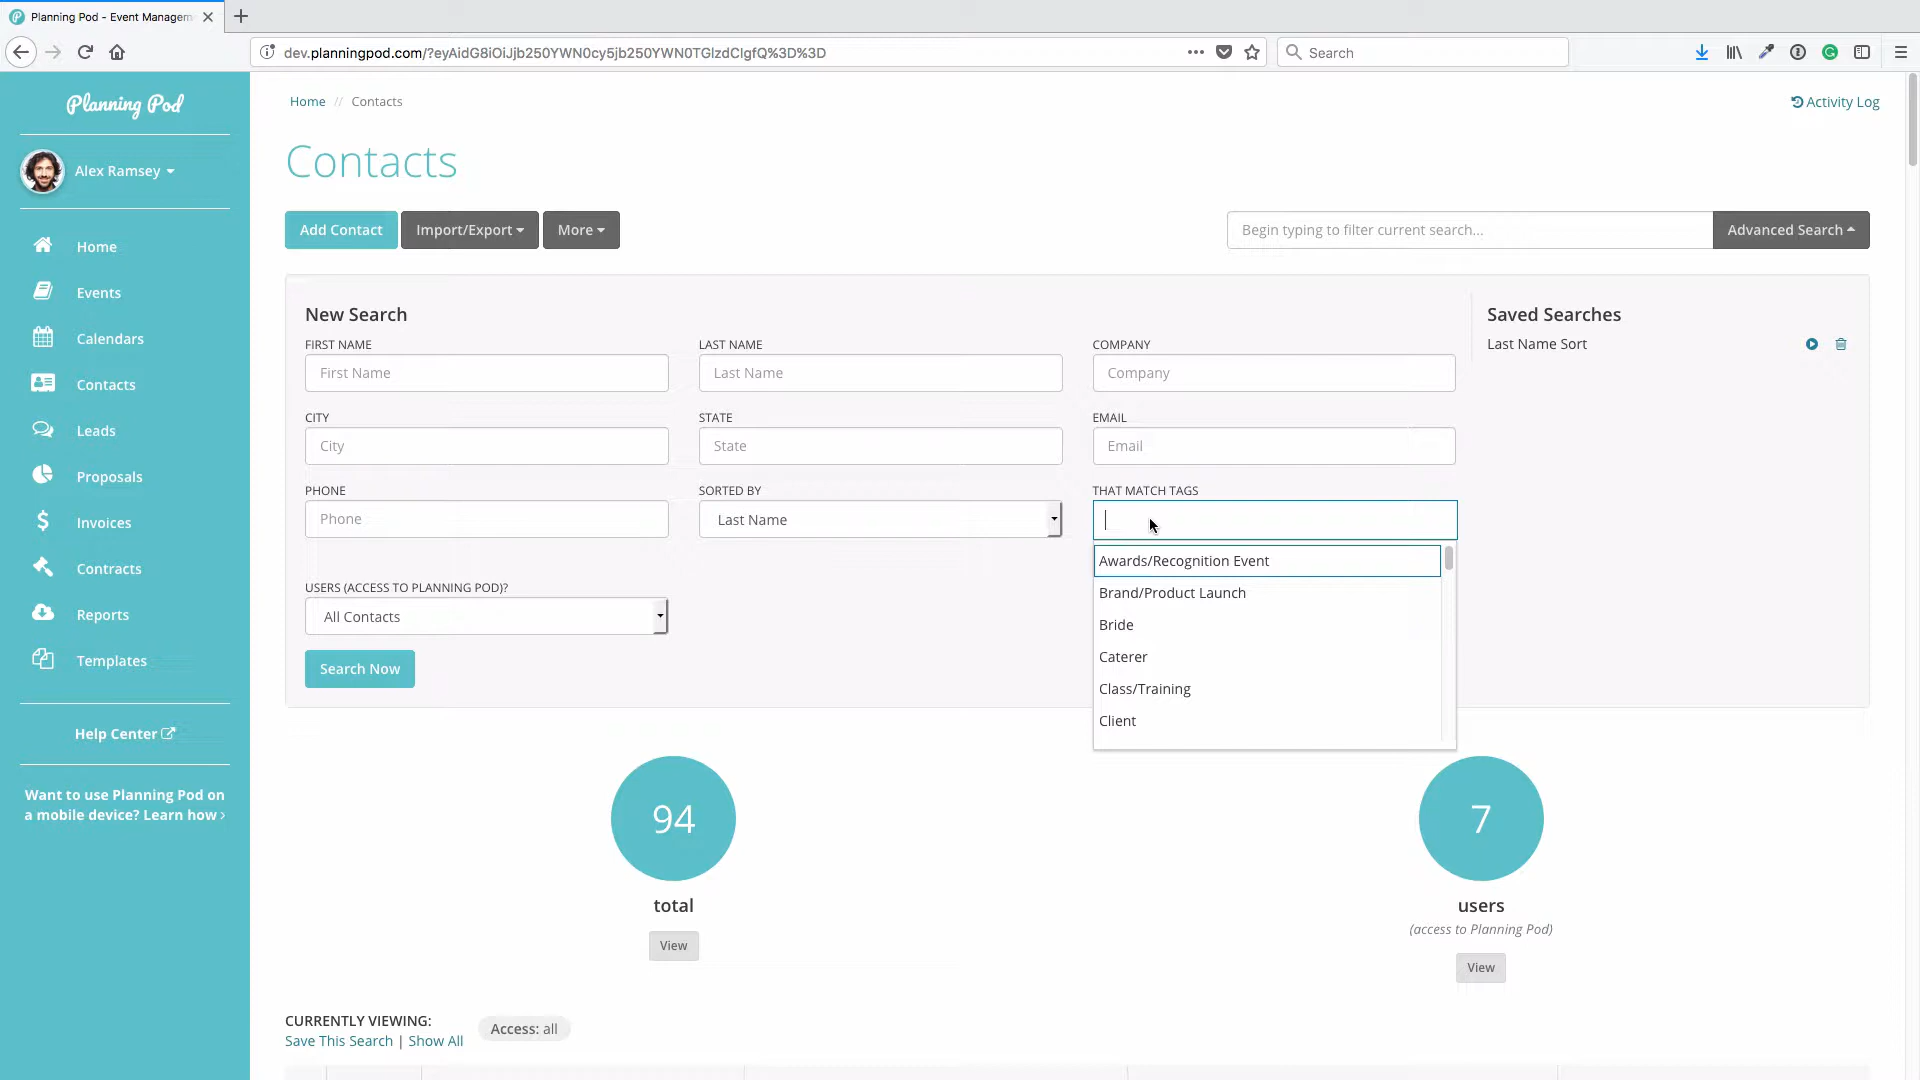 Planning Pod - Event Managem
dev.planningpod.com/?eyAidG8iOiJjb250YWN0cy5jb250YWN0TGlzdCIgfQ%3D%3D
Search
Planning Pod
Alex Ramsey
Home
Events
Calendars
Contacts
Leads
Proposals
Invoices
Contracts
Reports
Templates
Help Center
Want to use Planning Pod on
a mobile device? Learn how ›
Home // Contacts
Activity Log
Contacts
Add Contact
Import/Export
More
Begin typing to filter current search...
Advanced Search
New Search
FIRST NAME
First Name
LAST NAME
Last Name
COMPANY
Company
CITY
City
STATE
State
EMAIL
Email
PHONE
Phone
SORTED BY
Last Name
THAT MATCH TAGS
Awards/Recognition Event
Brand/Product Launch
Bride
Caterer
Class/Training
Client
USERS (ACCESS TO PLANNING POD)?
All Contacts
Search Now
Saved Searches
Last Name Sort
94
total
View
7
users
(access to Planning Pod)
View
CURRENTLY VIEWING:
Access: all
Save This Search | Show All